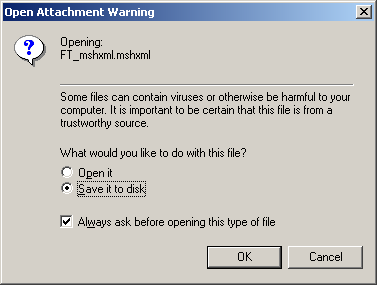 Open Attachment Warning
Opening:
FT_mshxml.mshxml
Some files can contain viruses or otherwise be harmful to your
computer. It is important to be certain that this file is from a
trustworthy source.
What would you like to do with this file?
Open it
Save it to disk
Always ask before opening this type of file
OK Cancel